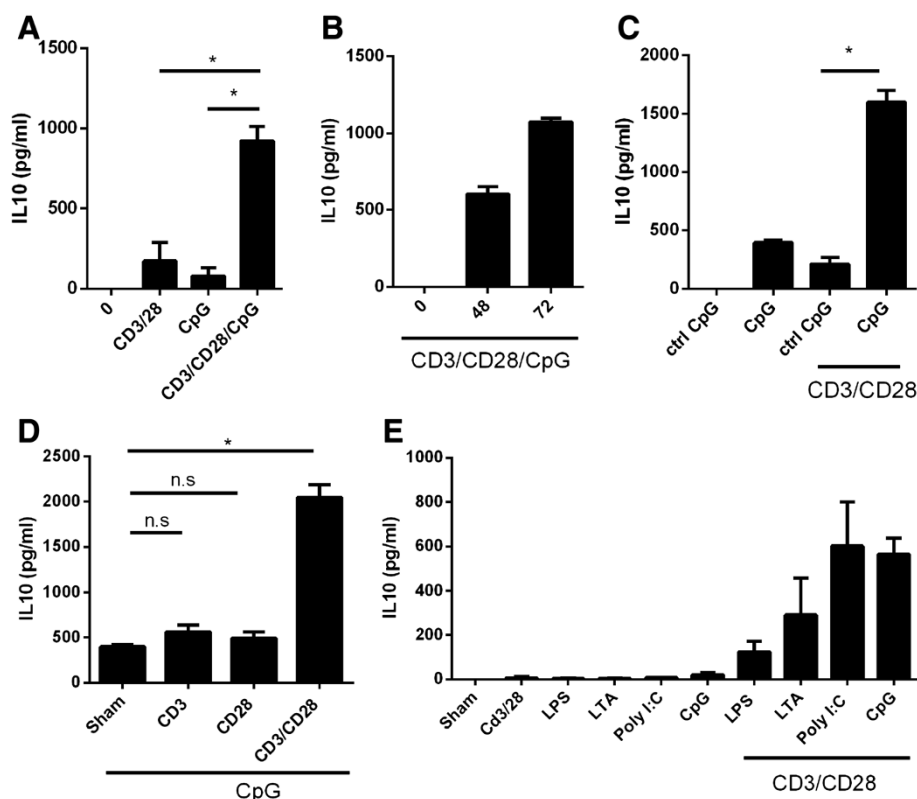 A
IL10 (pg/ml)
1500
1000
500
0
*
*
0
CD3/28
CpG
CD3/CD28/CpG
B
IL10 (pg/ml)
1500
1000
500
0
0
48
72
CD3/CD28/CpG
C
IL10 (pg/ml)
2000
1500
1000
500
0
*
ctrl CpG
CpG
ctrl CpG
CpG
CD3/CD28
D
IL10 (pg/ml)
2500
2000
1500
1000
500
0
*
n.s
n.s
Sham
CD3
CD28
CD3/CD28
CpG
E
IL10 (pg/ml)
1000
800
600
400
200
0
Sham
Cd3/28
LPS
LTA
Poly I:C
CpG
LPS
LTA
Poly I:C
CpG
CD3/CD28